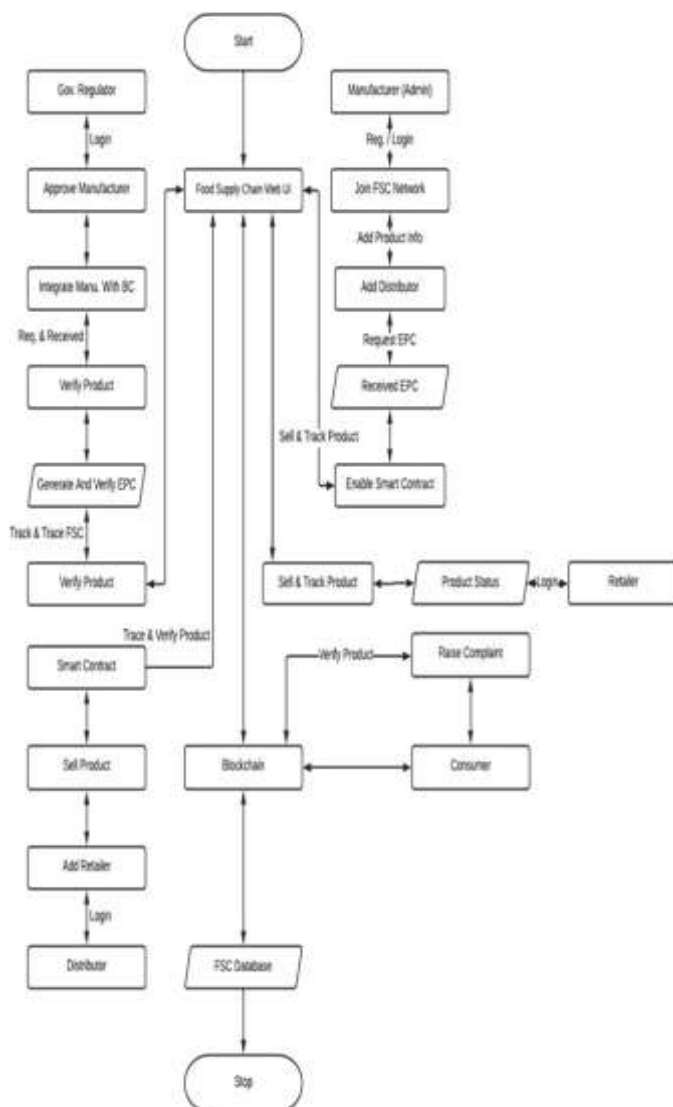 Start
Gov. Regulator
Manufacturer (Admin)
Login
Reg. / Login
Approve Manufacturer
Food Supply Chain Web UI
Join FSC Network
Add Product Info
Integrate Manu. With BC
Add Distributor
Req. & Received
Request EPC
Verify Product
Received EPC
Sell & Track Product
Generate And Verify EPC
Enable Smart Contract
Track & Trace FSC
Verify Product
Sell & Track Product
Product Status
Login
Retailer
Trace & Verify Product
Smart Contract
Verify Product
Raise Complaint
Sell Product
Blockchain
Consumer
Add Retailer
Login
Distributor
FSC Database
Stop